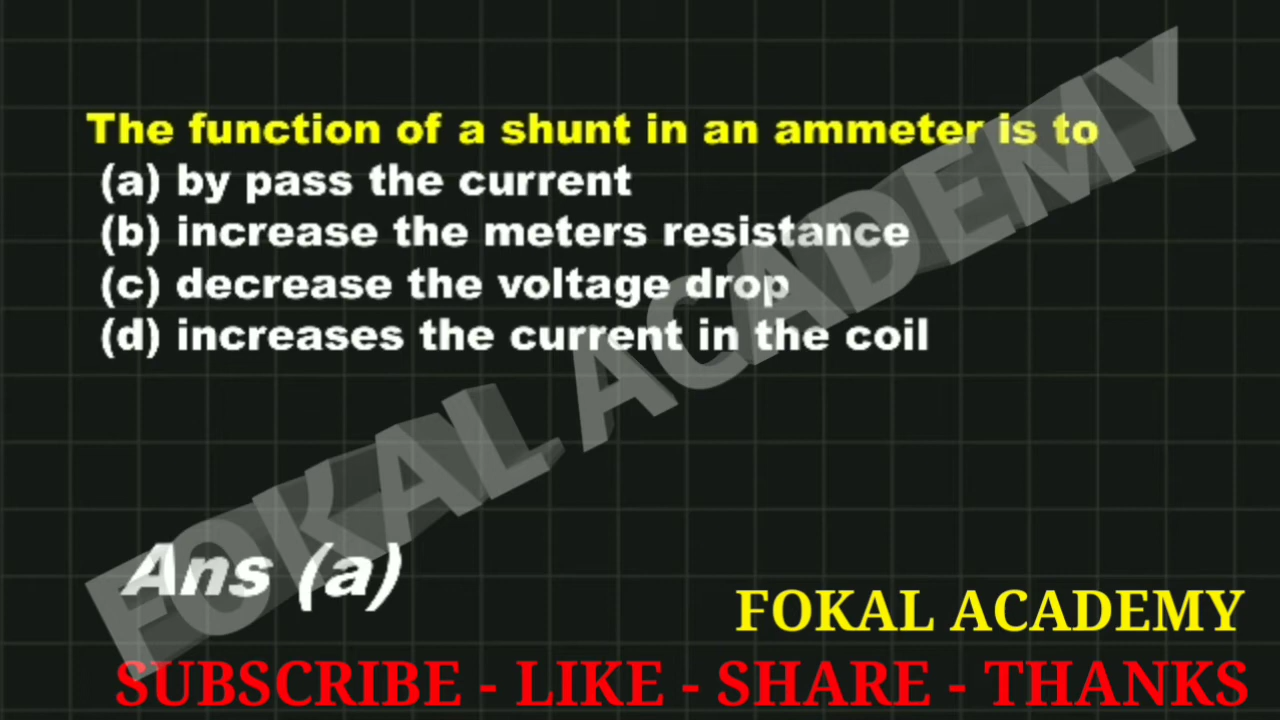 The function of a shunt in an ammeter is to
(a) by pass the current
(b) increase the meters resistance
(c) decrease the voltage drop
(d) increases the current in the coil
FOKAL ACADEMY
Ans (a)
FOKAL ACADEMY
SUBSCRIBE - LIKE - SHARE - THANKS